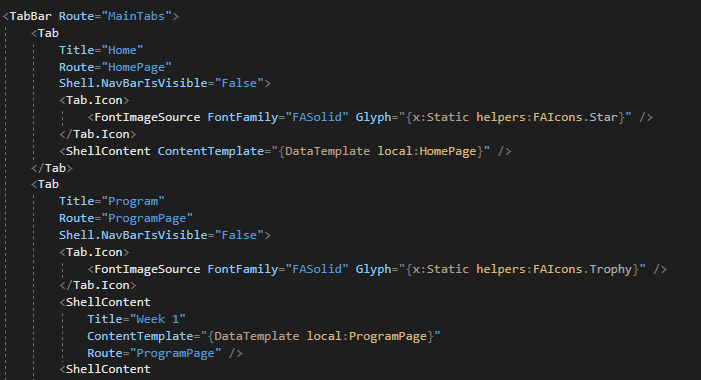 <TabBar Route="MainTabs">
<Tab
Title="Home"
Route="HomePage"
Shell.NavBarIsVisible="False">
<Tab.Icon>
<FontImageSource FontFamily="FASolid" Glyph="{x:Static helpers:FAIcons.Star}" />
</Tab.Icon>
<ShellContent ContentTemplate="{DataTemplate local:HomePage}" />
</Tab>
<Tab
Title="Program"
Route="ProgramPage"
Shell.NavBarIsVisible="False">
<Tab.Icon>
<FontImageSource FontFamily="FASolid" Glyph="{x:Static helpers:FAIcons.Trophy}" />
</Tab.Icon>
<ShellContent
Title="Week 1"
ContentTemplate="{DataTemplate local:ProgramPage}"
Route="ProgramPage" />
<ShellContent